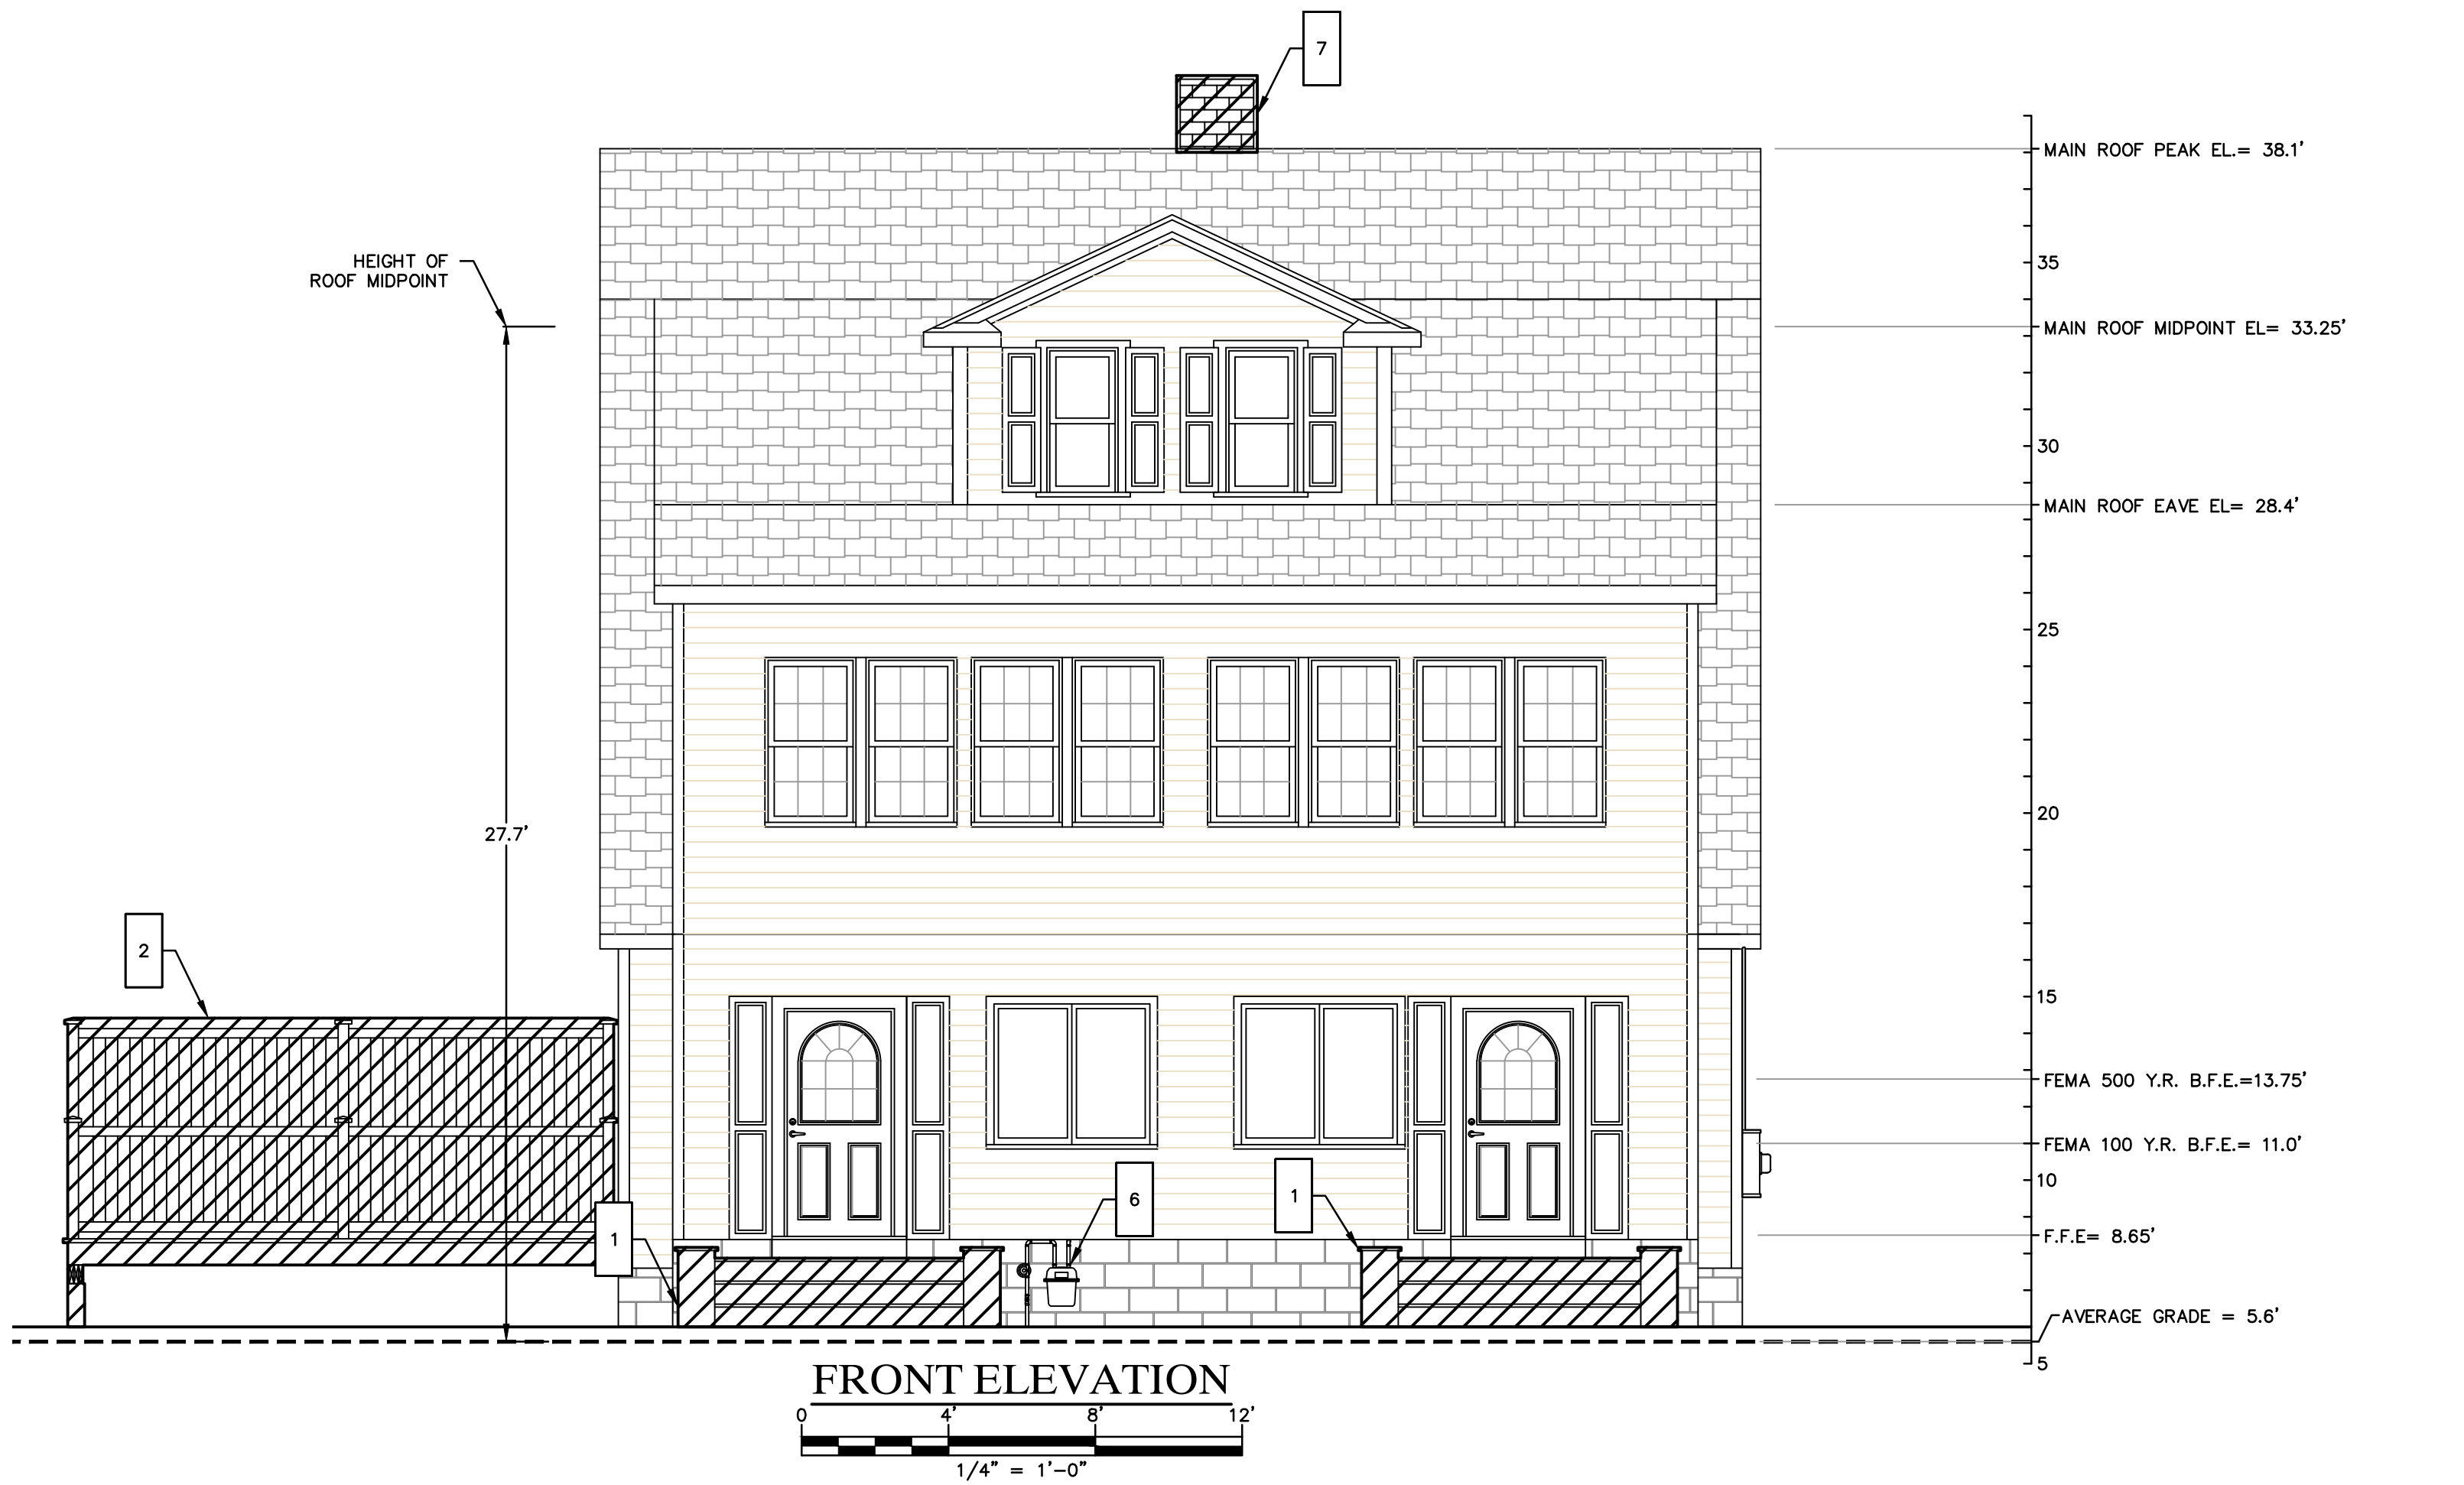 7
MAIN ROOF PEAK EL.= 38.1'
HEIGHT OF
ROOF MIDPOINT
35
MAIN ROOF MIDPOINT EL= 33.25'
30
MAIN ROOF EAVE EL= 28.4'
25
20
27.7'
2
15
FEMA 500 Y.R. B.F.E.=13.75'
FEMA 100 Y.R. B.F.E.= 11.0'
10
6
1
1
F.F.E= 8.65'
AVERAGE GRADE = 5.6'
5
FRONT ELEVATION
0 4' 8' 12'
1/4" = 1'-0"